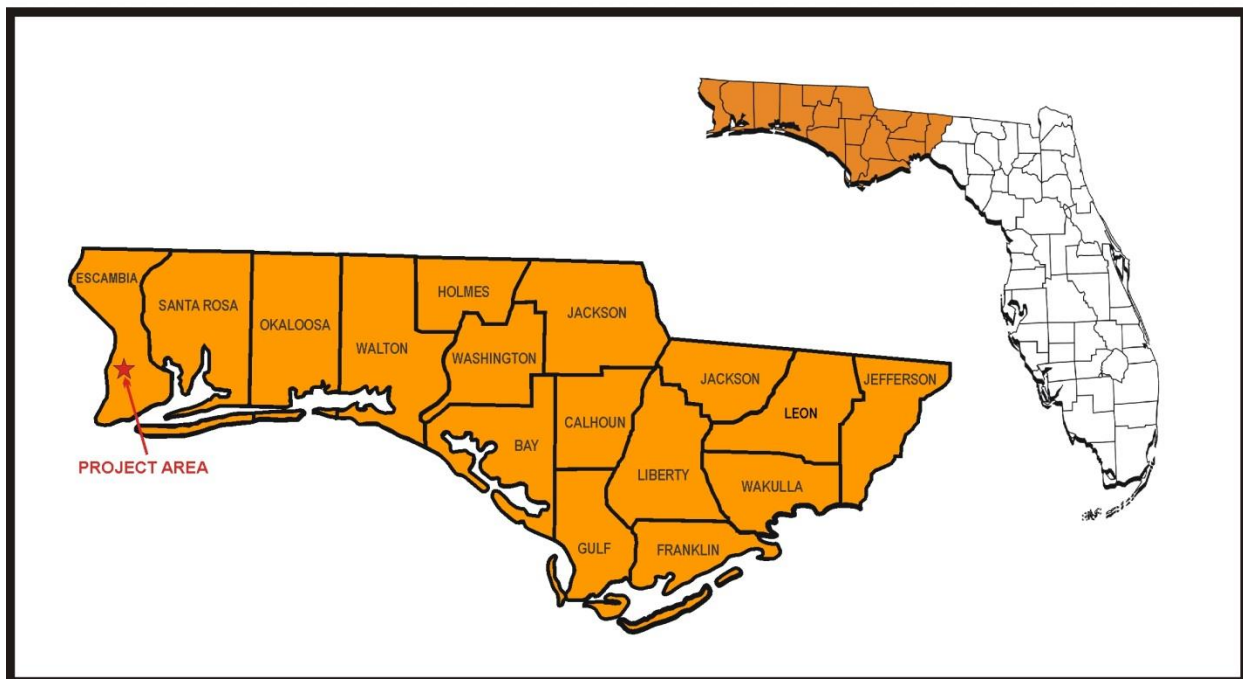 ESCAMBIA
SANTA ROSA
OKALOOSA
WALTON
HOLMES
WASHINGTON
JACKSON
BAY
CALHOUN
JACKSON
LEON
JEFFERSON
LIBERTY
WAKULLA
GULF
FRANKLIN
PROJECT AREA